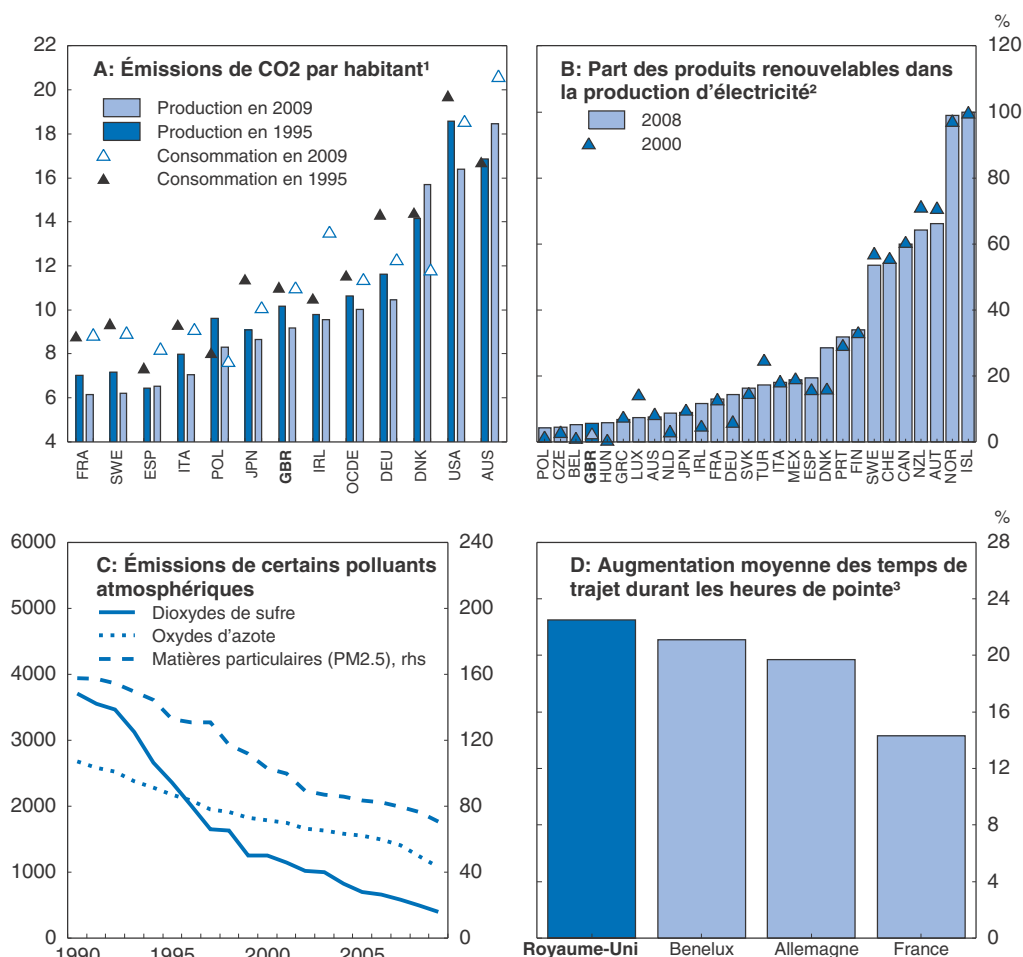 %
22
20
18
16
14
12
10
8
6
4
A: Émissions de CO2 par habitant¹
Production en 2009
Production en 1995
Consommation en 2009
Consommation en 1995
FRA
SWE
ESP
ITA
POL
JPN
GBR
IRL
OCDE
DEU
DNK
USA
AUS
B: Part des produits renouvelables dans
la production d'électricité²
2008
2000
120
100
80
60
40
20
0
POL
CZE
BEL
GBR
HUN
GRC
LUX
AUS
NLD
JPN
IRL
FRA
DEU
SVK
TUR
ITA
MEX
ESP
DNK
PRT
FIN
SWE
CHE
CAN
NZL
AUT
NOR
ISL
6000
5000
4000
3000
2000
1000
0
C: Émissions de certains polluants
atmosphériques
Dioxydes de sufre
Oxydes d'azote
Matières particulaires (PM2.5), rhs
240
200
160
120
80
40
0
1990
1995
2000
2005
%
D: Augmentation moyenne des temps de
trajet durant les heures de pointe³
28
24
20
16
12
8
4
0
Royaume-Uni
Benelux
Allemagne
France